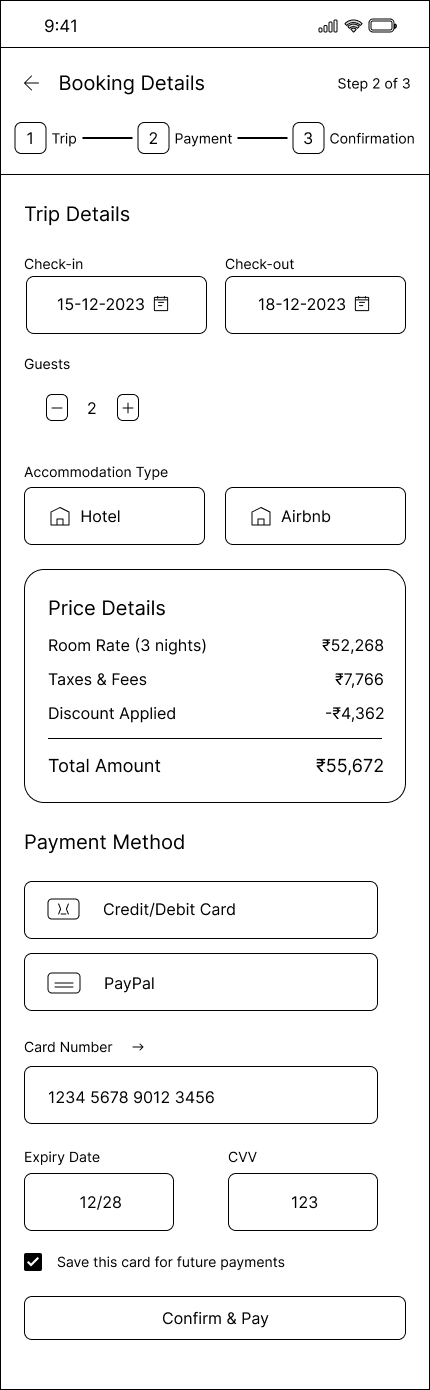 9:41
Booking Details
Step 2 of 3
1 Trip 2 Payment 3 Confirmation
Trip Details
Check-in
Check-out
15-12-2023
18-12-2023
Guests
2
Accommodation Type
Hotel
Airbnb
Price Details
Room Rate (3 nights) ₹52,268
Taxes & Fees ₹7,766
Discount Applied -₹4,362
Total Amount ₹55,672
Payment Method
Credit/Debit Card
PayPal
Card Number →
1234 5678 9012 3456
Expiry Date
CVV
12/28
123
Save this card for future payments
Confirm & Pay